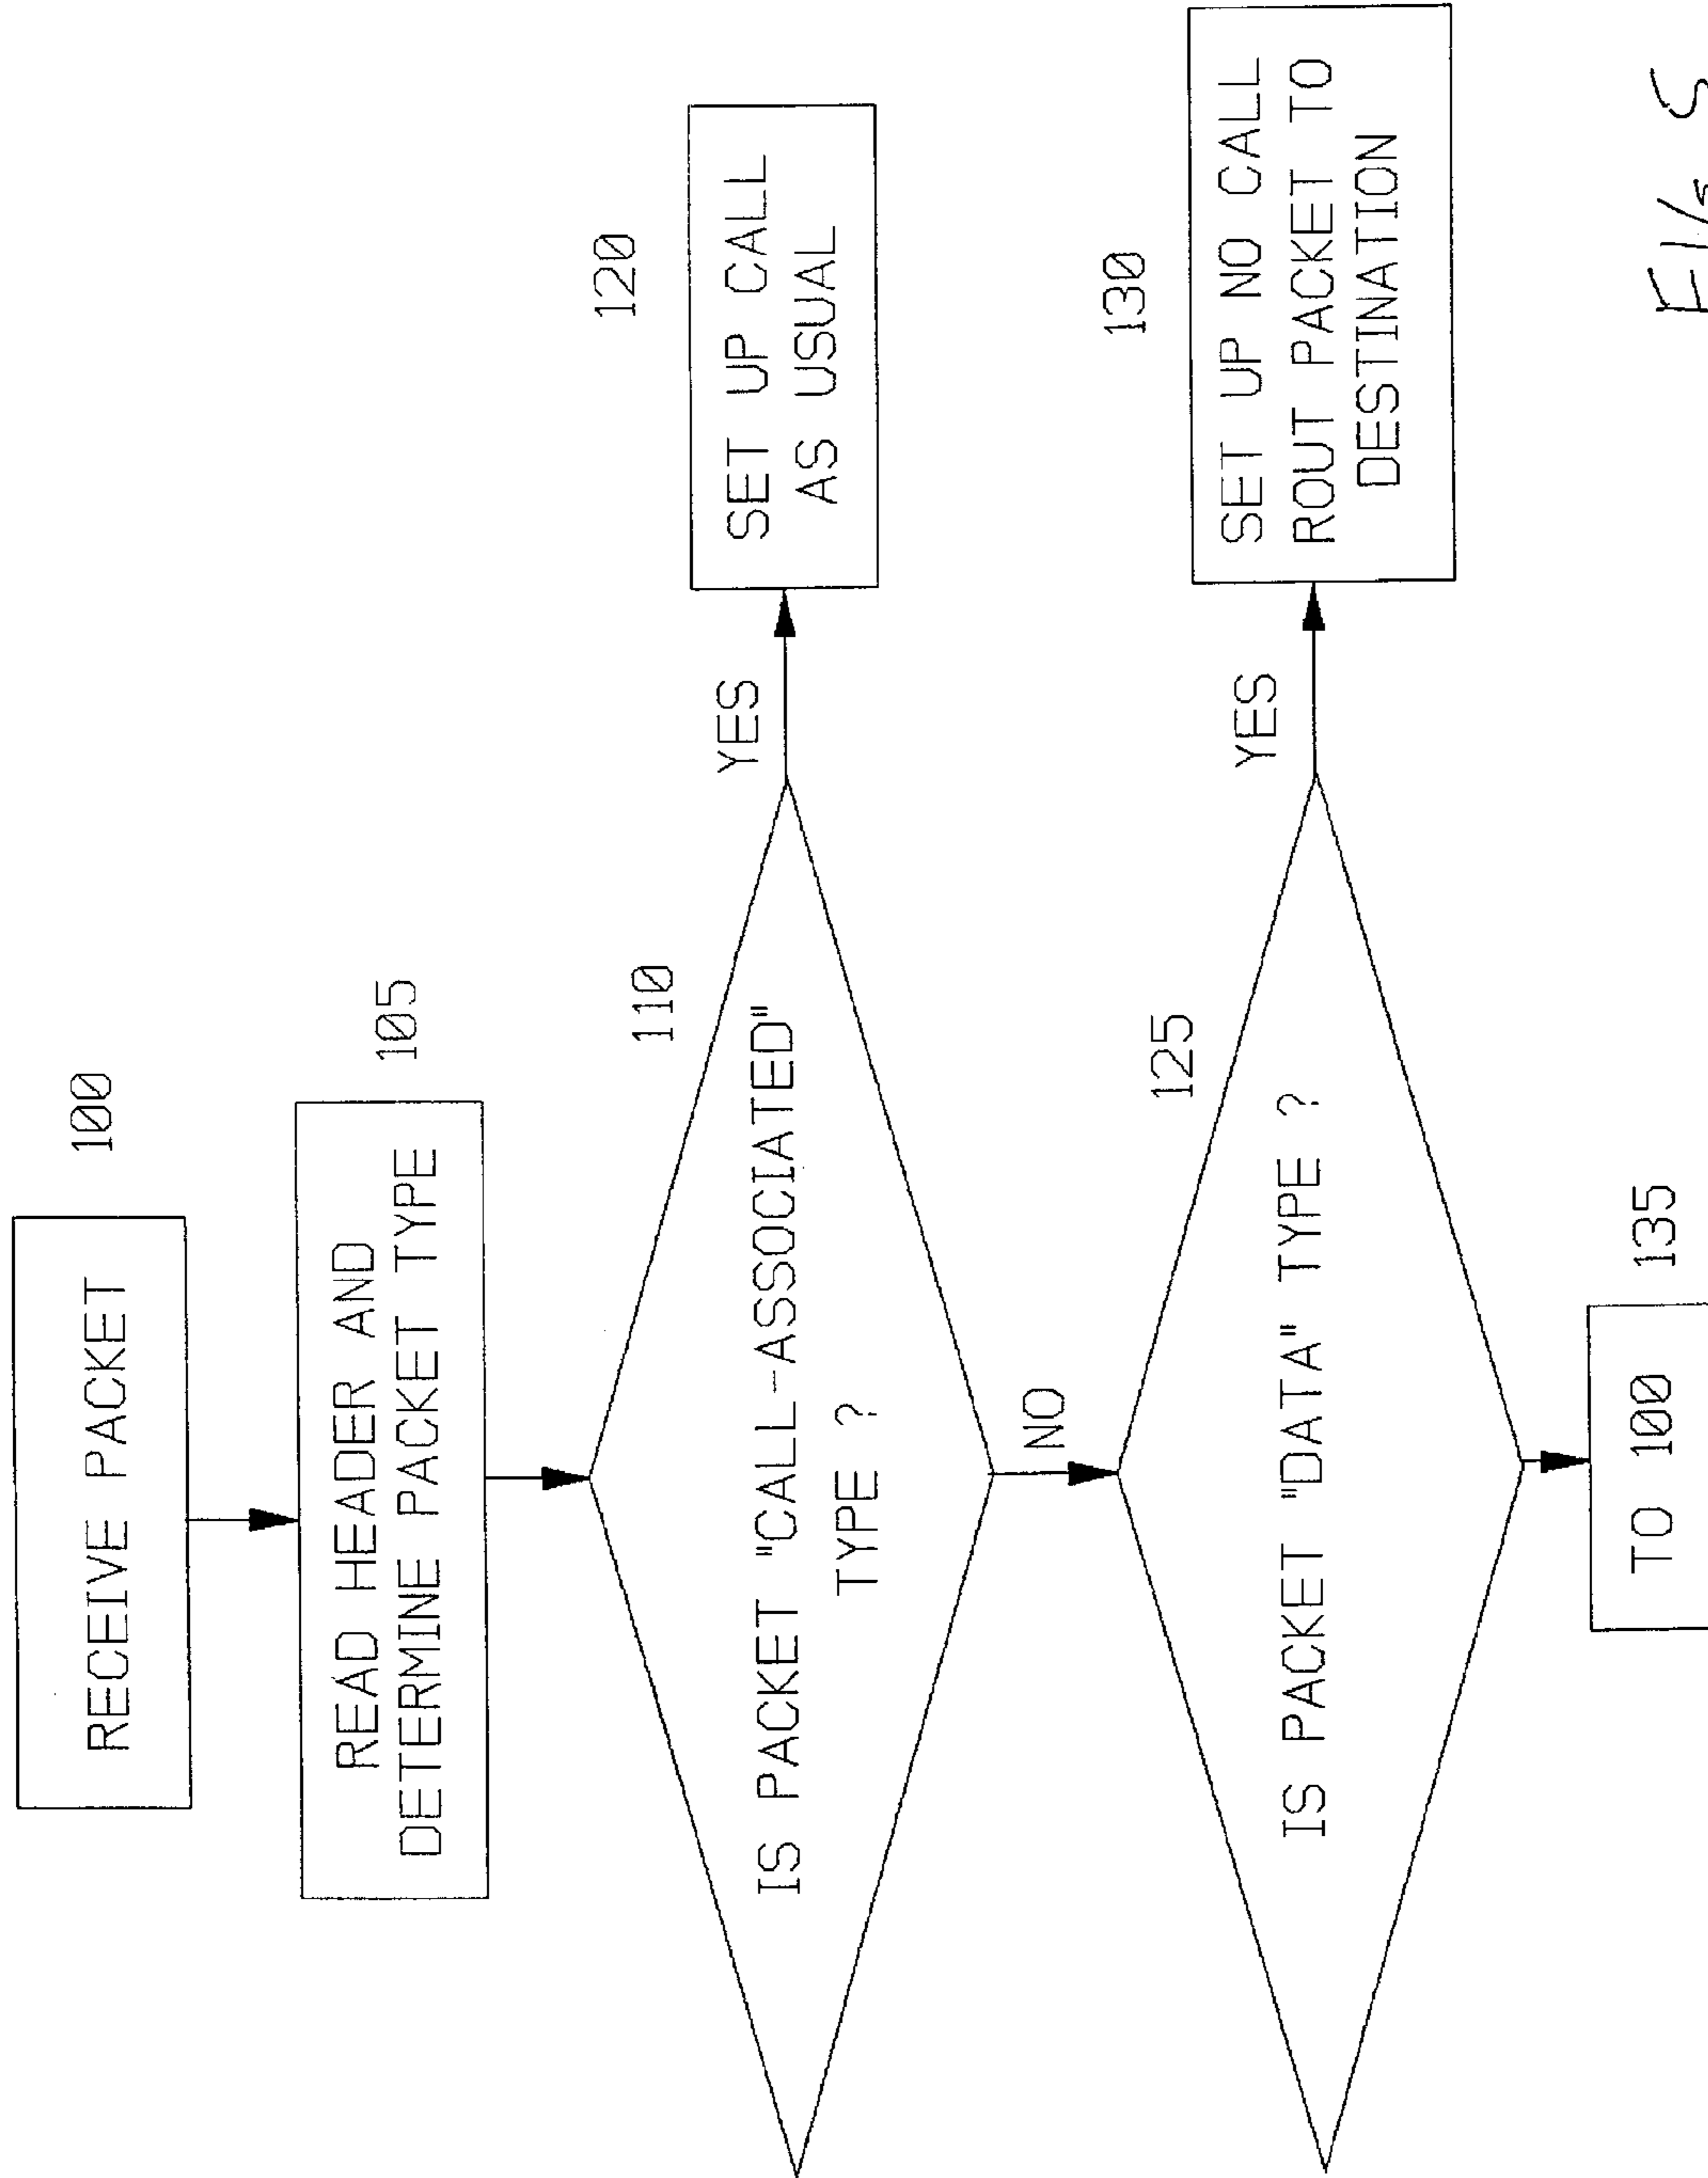 RECEIVE PACKET
100
READ HEADER AND
DETERMINE PACKET TYPE
105
110
IS PACKET "CALL-ASSOCIATED"
TYPE ?
YES
120
SET UP CALL
AS USUAL
NO
125
IS PACKET "DATA" TYPE ?
YES
130
SET UP NO CALL
ROUT PACKET TO
DESTINATION
TO 100
135
FIG 5